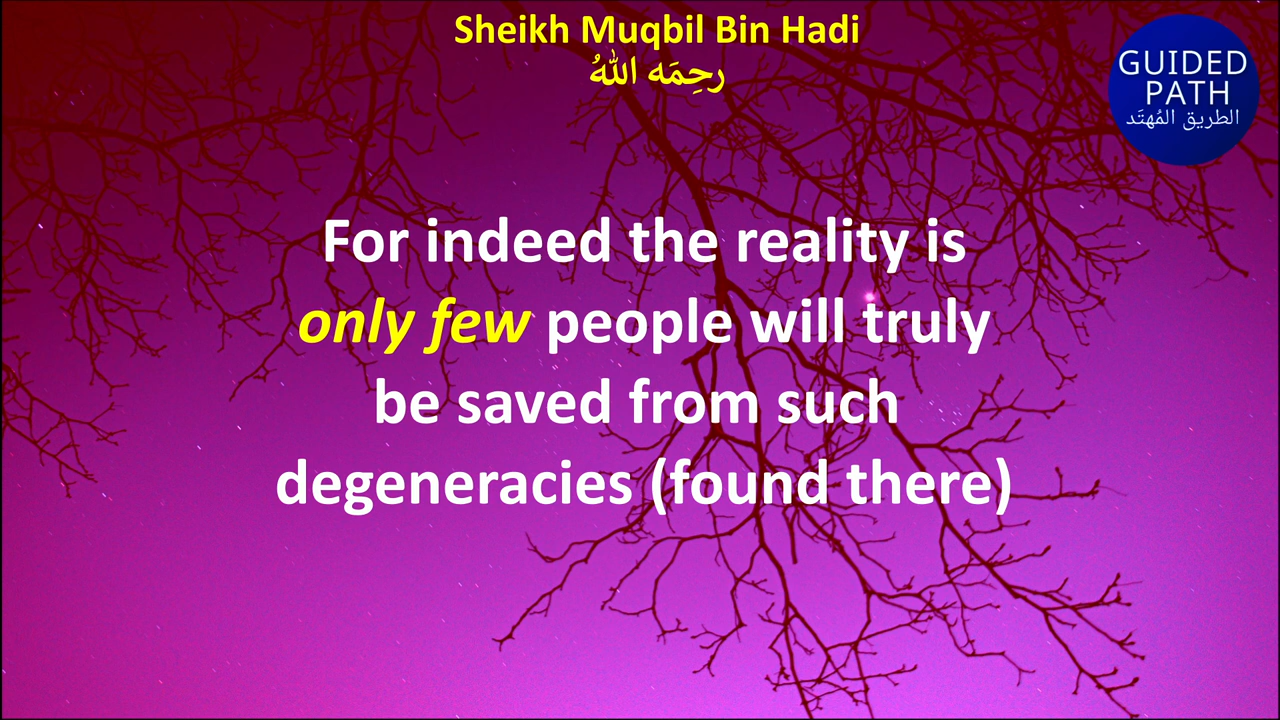 Sheikh Muqbil Bin Hadi
رحِمَه اللهُ
GUIDED
PATH
الطريق المُهتَد
For indeed the reality is
only few people will truly
be saved from such
degeneracies (found there)